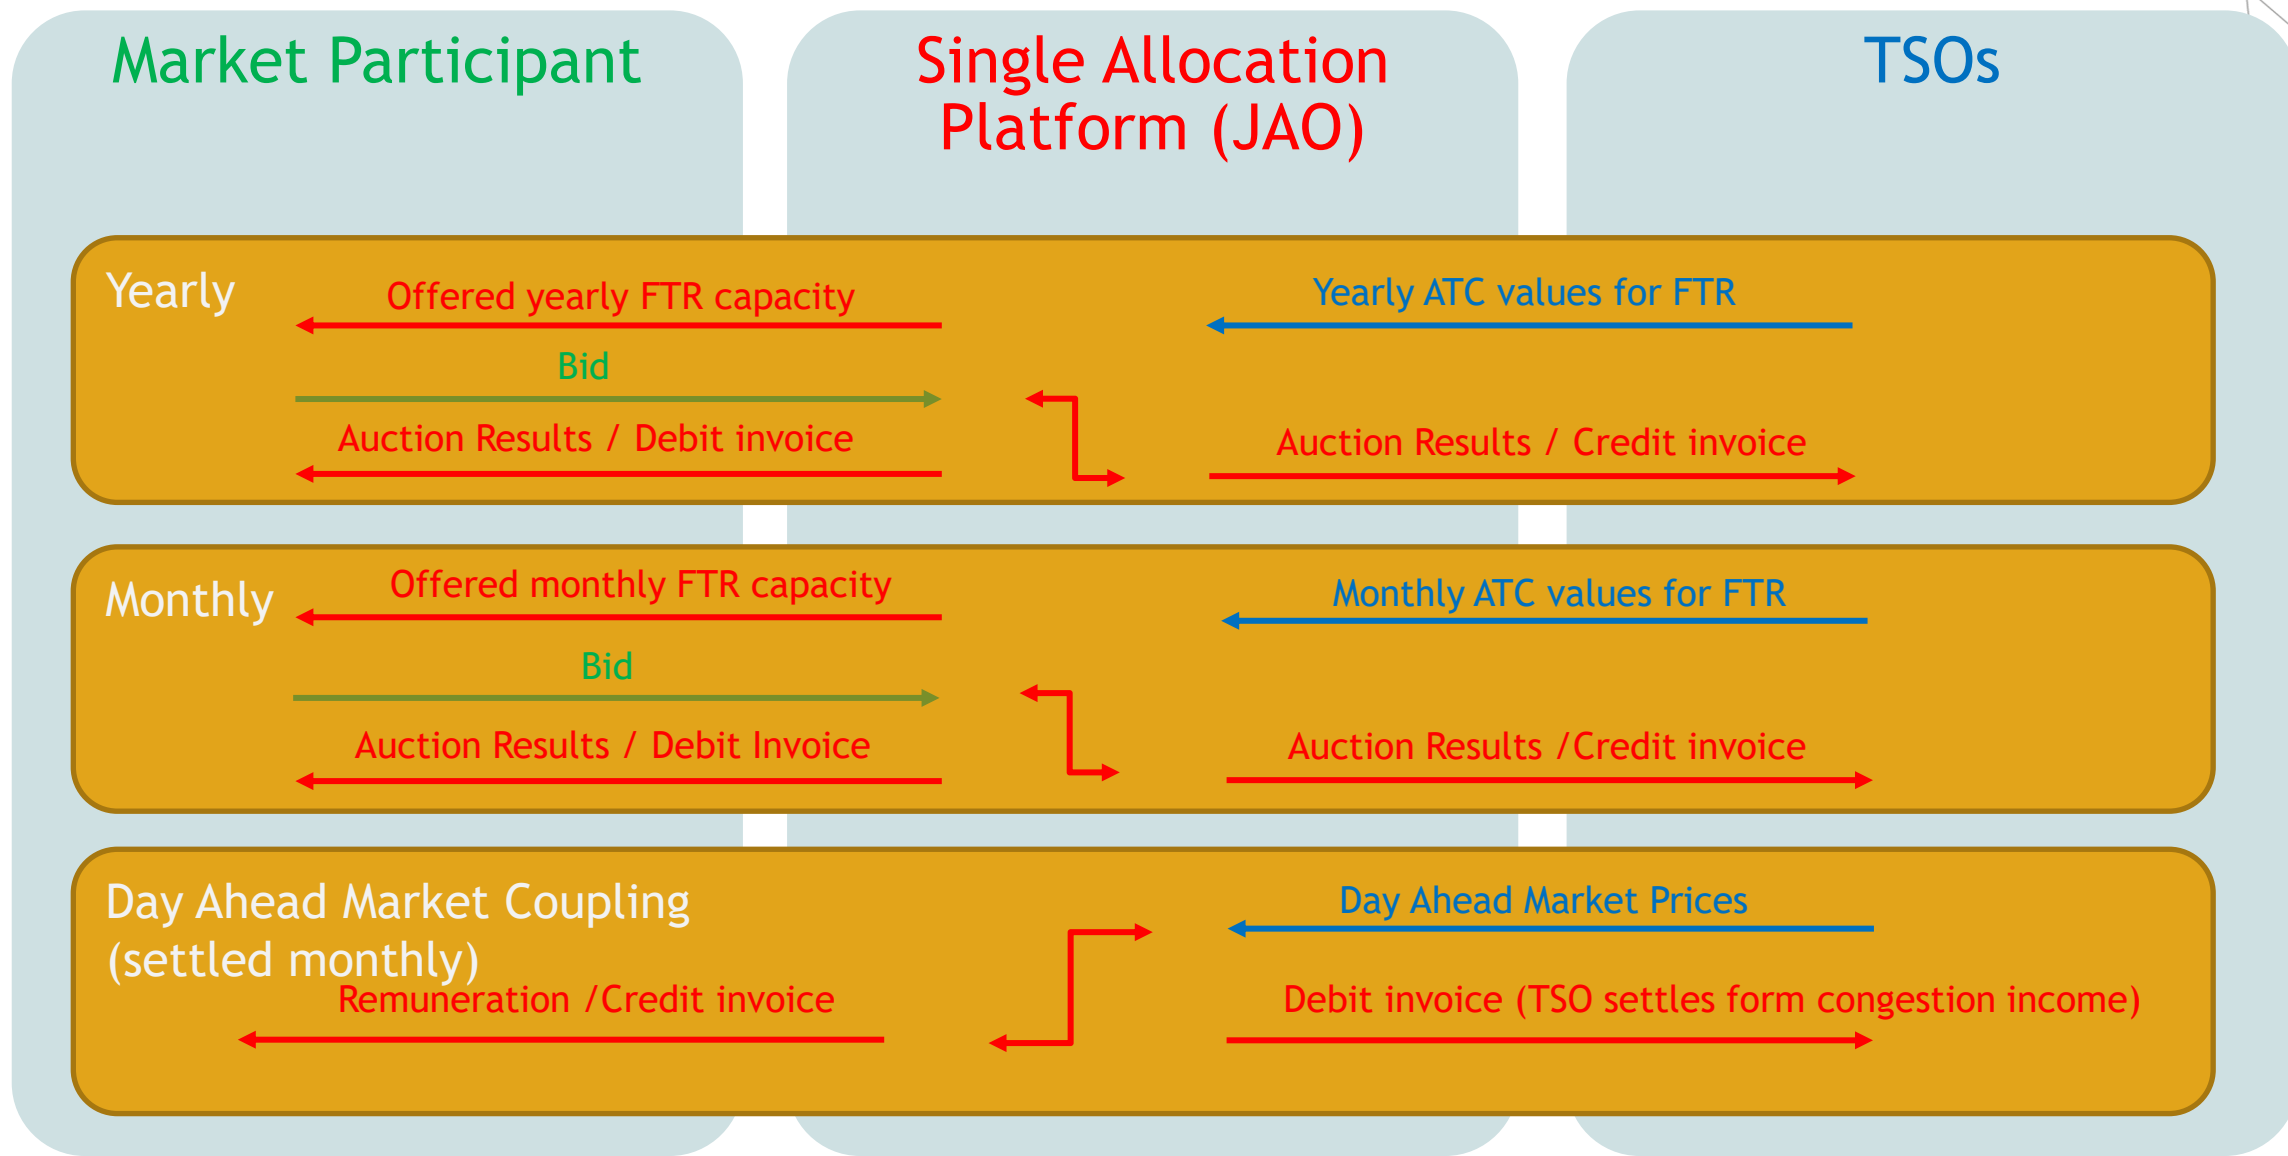 Market Participant
Single Allocation
Platform (JAO)
TSOs
Yearly
Offered yearly FTR capacity
Yearly ATC values for FTR
Bid
Auction Results / Debit invoice
Auction Results / Credit invoice
Monthly
Offered monthly FTR capacity
Monthly ATC values for FTR
Bid
Auction Results / Debit Invoice
Auction Results /Credit invoice
Day Ahead Market Coupling
(settled monthly)
Day Ahead Market Prices
Remuneration /Credit invoice
Debit invoice (TSO settles form congestion income)